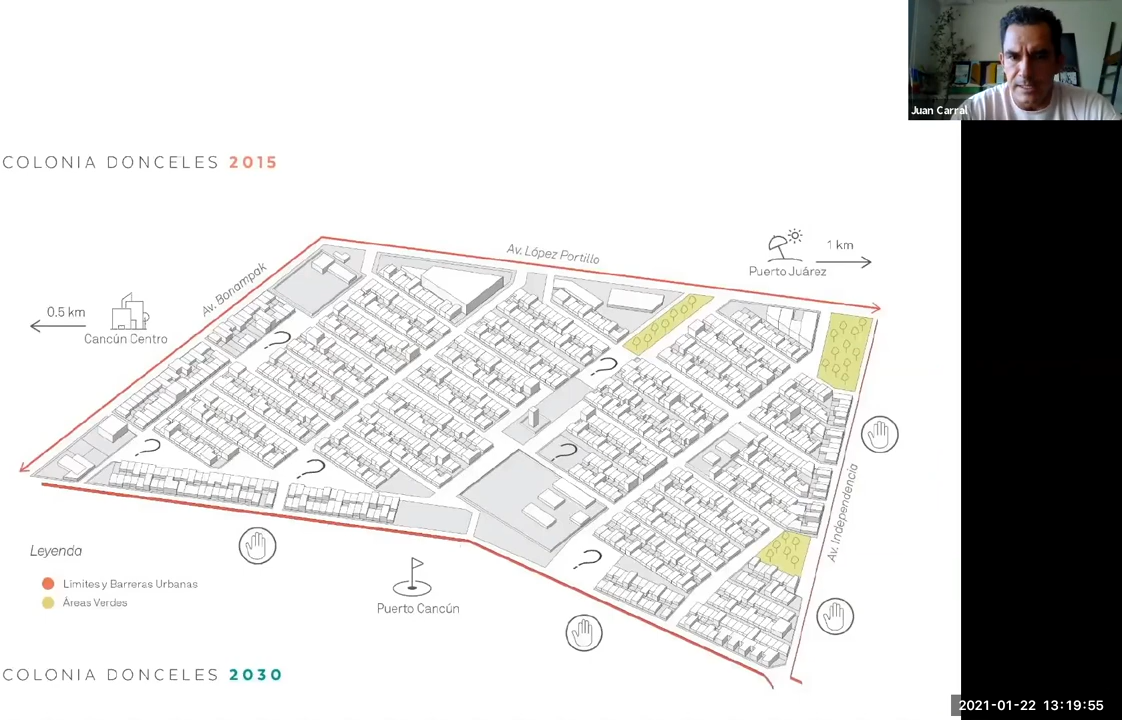 Juan Carral
COLONIA DONCELES 2015
Av. López Portillo
1 km
Puerto Juárez
Av. Bonampak
0.5 km
Cancún Centro
?
?
?
?
?
?
Av. Independencia
Leyenda
Limites y Barreras Urbanas
Áreas Verdes
Puerto Cancún
COLONIA DONCELES 2030
2021-01-22 13:19:55